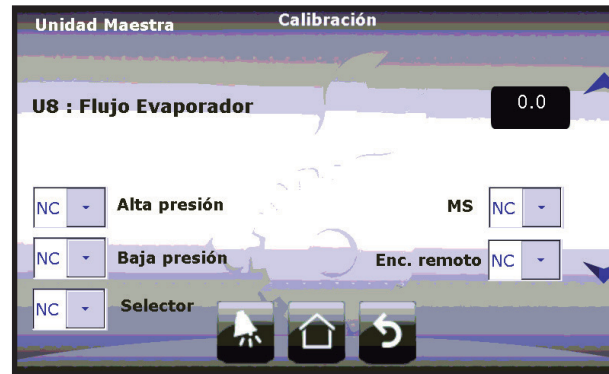 Unidad Maestra Calibración
U8 : Flujo Evaporador 0.0
NC Alta presión MS NC
NC Baja presión Enc. remoto NC
NC Selector